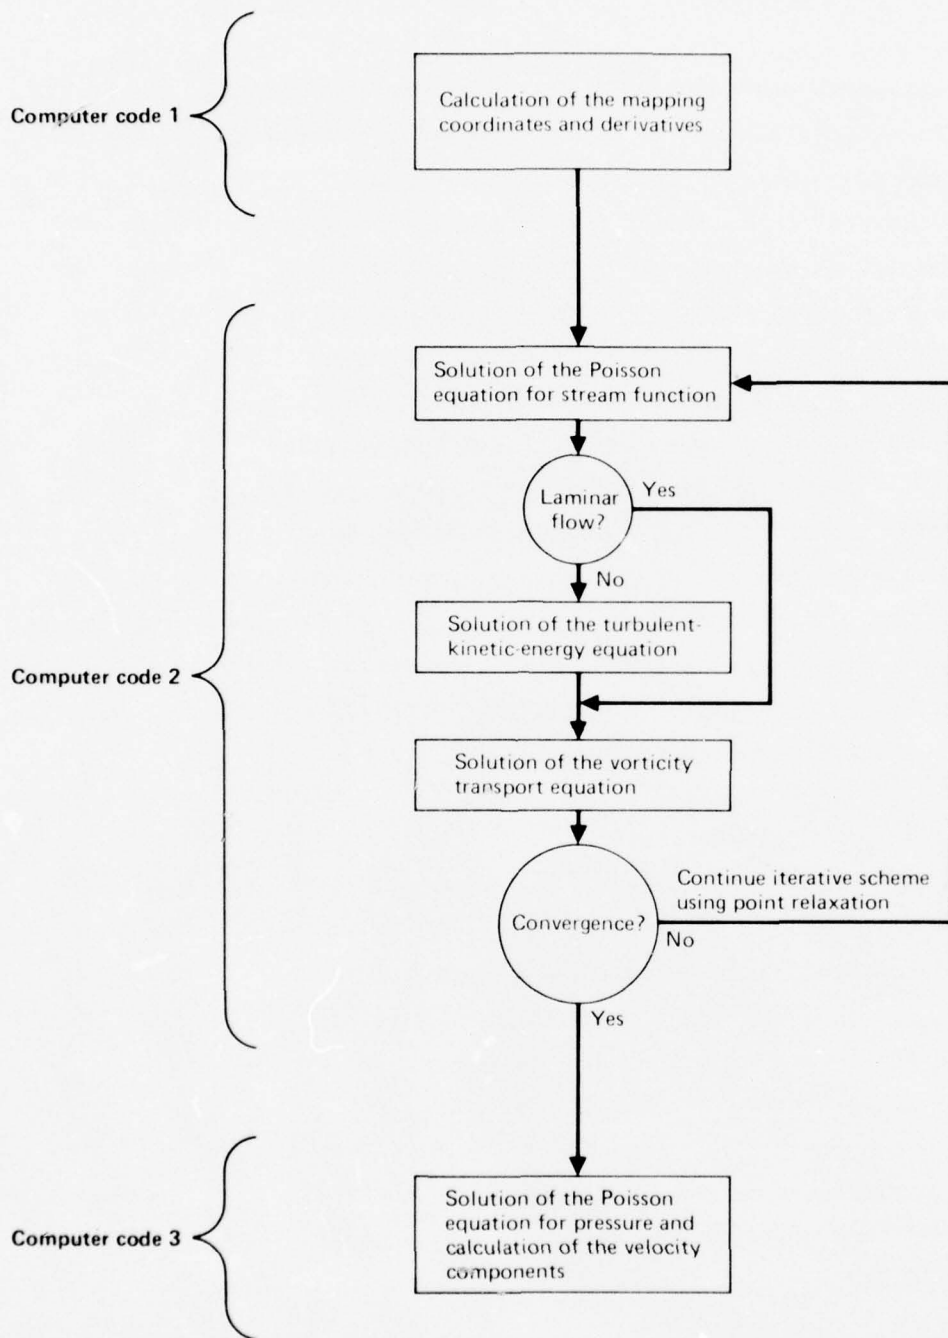 Computer code 1
Calculation of the mapping
coordinates and derivatives
Computer code 2
Solution of the Poisson
equation for stream function
Laminar
flow?
Yes
No
Solution of the turbulent-
kinetic-energy equation
Solution of the vorticity
transport equation
Convergence?
Continue iterative scheme
using point relaxation
No
Yes
Computer code 3
Solution of the Poisson
equation for pressure and
calculation of the velocity
components